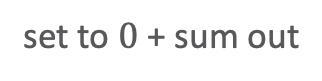 set to 0 + sum out